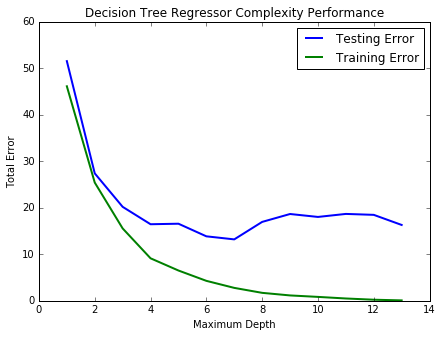 Decision Tree Regressor Complexity Performance
60
50
40
30
20
10
0
Total Error
Testing Error
Training Error
0 2 4 6 8 10 12 14
Maximum Depth